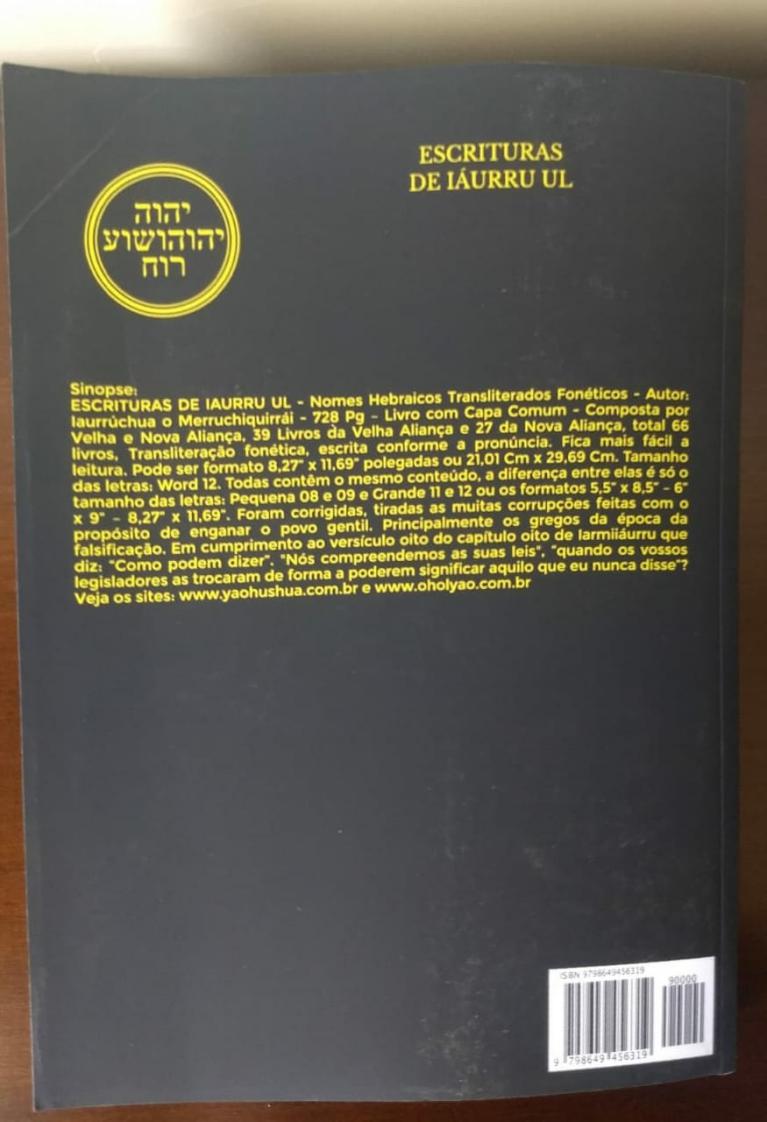 ESCRITURAS
DE IÁURRU UL
יהוה
יהוהושוע
רוח
Sinopse:
ESCRITURAS DE IAURRU UL - Nomes Hebraicos Transliterados Fonéticos - Autor:
Iaurrúchua o Merruchiquirrái - 728 Pg - Livro com Capa Comum - Composta por
Velha e Nova Aliança, 39 Livros da Velha Aliança e 27 da Nova Aliança, total 66
livros, Transliteração fonética, escrita conforme a pronúncia. Fica mais fácil a
leitura. Pode ser formato 8,27" x 11,69" polegadas ou 21,01 Cm x 29,69 Cm. Tamanho
das letras: Word 12. Todas contêm o mesmo conteúdo, a diferença entre elas é só o
tamanho das letras: Pequena 08 e 09 e Grande 11 e 12 ou os formatos 5,5" x 8,5" - 6"
x 9" - 8,27" x 11,69". Foram corrigidas, tiradas as muitas corrupções feitas com o
propósito de enganar o povo gentil. Principalmente os gregos da época da
falsificação. Em cumprimento ao versículo oito do capítulo oito de Iarmiiáurru que
diz: "Como podem dizer". "Nós compreendemos as suas leis", "quando os vossos
legisladores as trocaram de forma a poderem significar aquilo que eu nunca disse"?
Veja os sites: www.yaohushua.com.br e www.oholyao.com.br
ISBN 9798649456319
90000
9 798649 456319